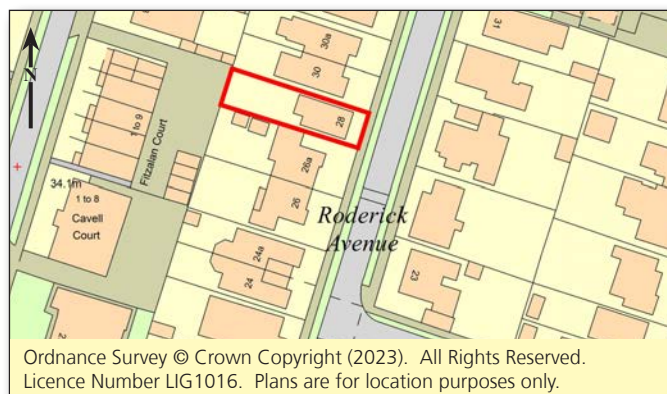 N
30a
30
28
31
1 to 9
Fitzalan Court
34.1m
1 to 8
Cavell
Court
26a
26
Roderick
Avenue
24a
24
23
2
Ordnance Survey © Crown Copyright (2023). All Rights Reserved.
Licence Number LIG1016. Plans are for location purposes only.